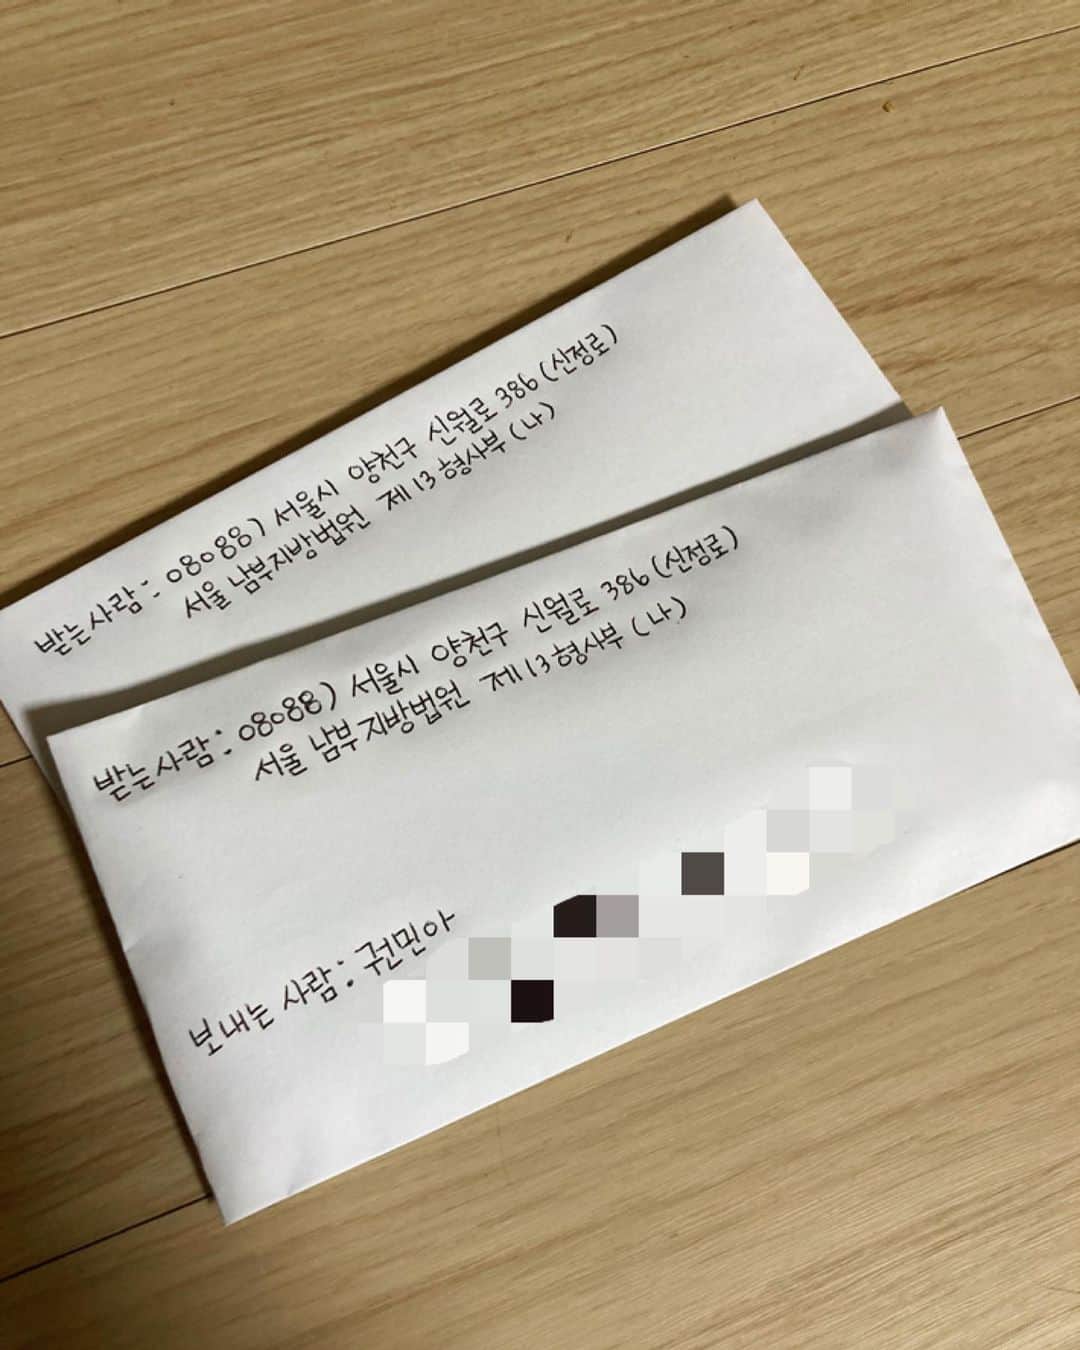 받는사람 : 08088) 서울시 양천구 신월로 386 (신정로)
서울 남부지방법원 제13형사부 (나)
받는사람 : 08088) 서울시 양천구 신월로 386 (신정로)
서울 남부지방법원 제13형사부 (나)
보내는 사람 : 권민아